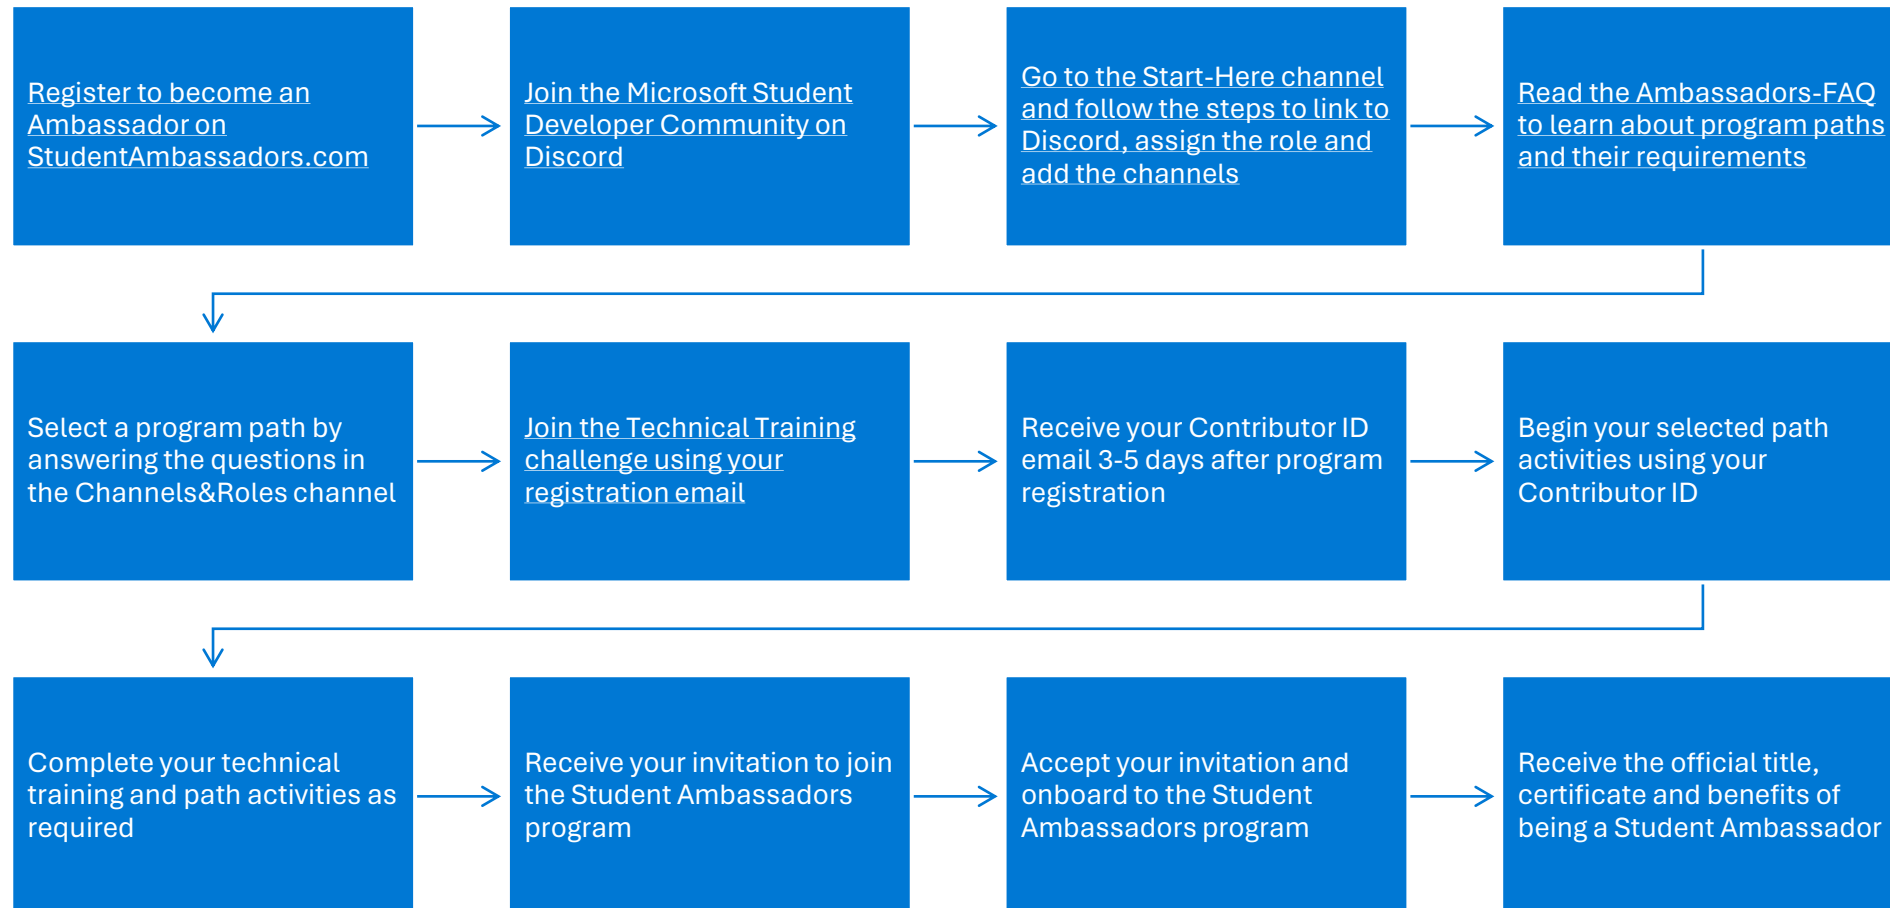 Register to become an
Ambassador on
StudentAmbassadors.com
Join the Microsoft Student
Developer Community on
Discord
Go to the Start-Here channel
and follow the steps to link to
Discord, assign the role and
add the channels
Read the Ambassadors-FAQ
to learn about program paths
and their requirements
Select a program path by
answering the questions in
the Channels&Roles channel
Join the Technical Training
challenge using your
registration email
Receive your Contributor ID
email 3-5 days after program
registration
Begin your selected path
activities using your
Contributor ID
Complete your technical
training and path activities as
required
Receive your invitation to join
the Student Ambassadors
program
Accept your invitation and
onboard to the Student
Ambassadors program
Receive the official title,
certificate and benefits of
being a Student Ambassador